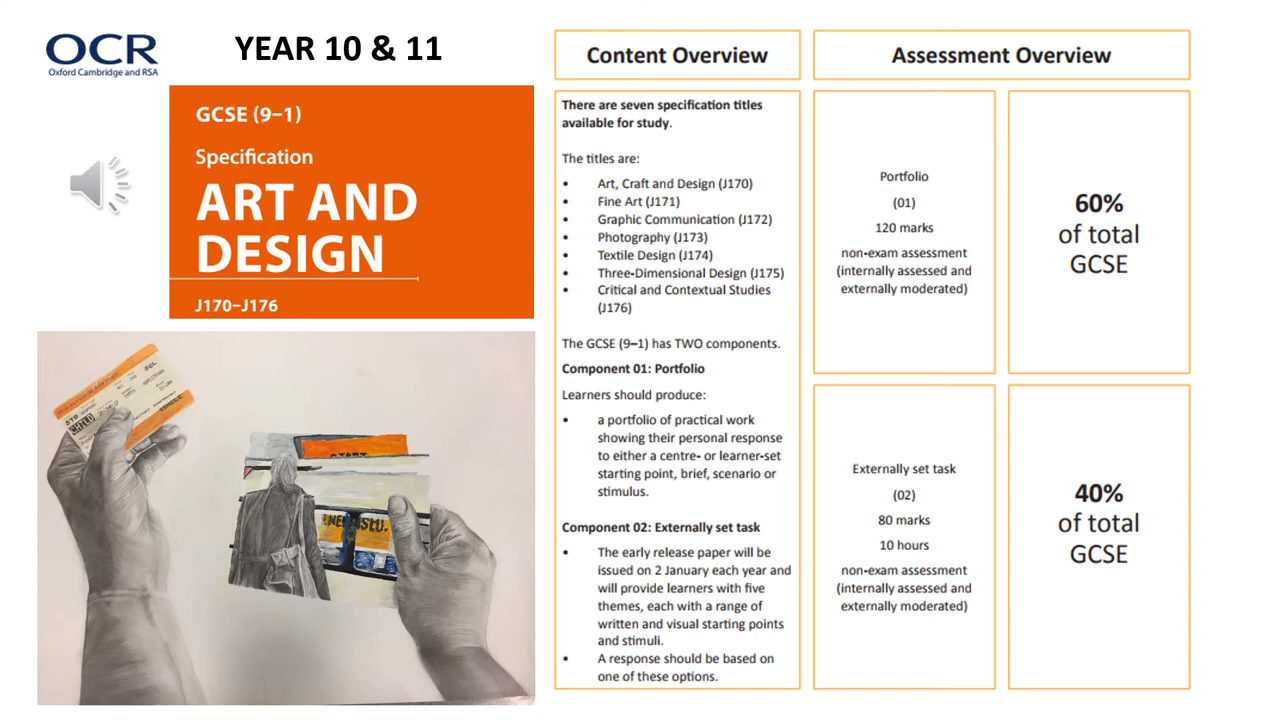 OCR
Oxford Cambridge and RSA
YEAR 10 & 11
GCSE (9–1)
Specification
ART AND
DESIGN
J170–J176
CHILD
Content Overview
There are seven specification titles
available for study.
The titles are:
• Art, Craft and Design (J170)
• Fine Art (J171)
• Graphic Communication (J172)
• Photography (J173)
• Textile Design (J174)
• Three-Dimensional Design (J175)
• Critical and Contextual Studies
(J176)
The GCSE (9–1) has TWO components.
Component 01: Portfolio
Learners should produce:
• a portfolio of practical work
showing their personal response
to either a centre- or learner-set
starting point, brief, scenario or
stimulus.
Component 02: Externally set task
• The early release paper will be
issued on 2 January each year and
will provide learners with five
themes, each with a range of
written and visual starting points
and stimuli.
• A response should be based on
one of these options.
Assessment Overview
Portfolio
(01)
120 marks
non-exam assessment
(internally assessed and
externally moderated)
60%
of total
GCSE
Externally set task
(02)
80 marks
10 hours
non-exam assessment
(internally assessed and
externally moderated)
40%
of total
GCSE